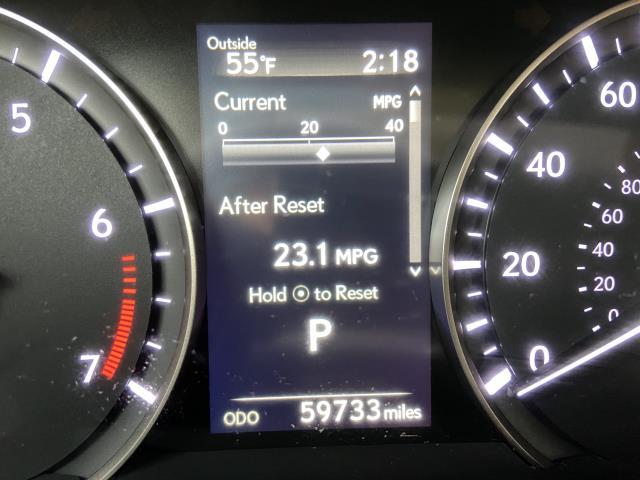 Outside
55°F 2:18
Current MPG
0 20 40
After Reset
23.1 MPG
Hold ⦿ to Reset
P
ODO 59733 miles
5
6
7
60
40
20
0
80
60
40
20
0